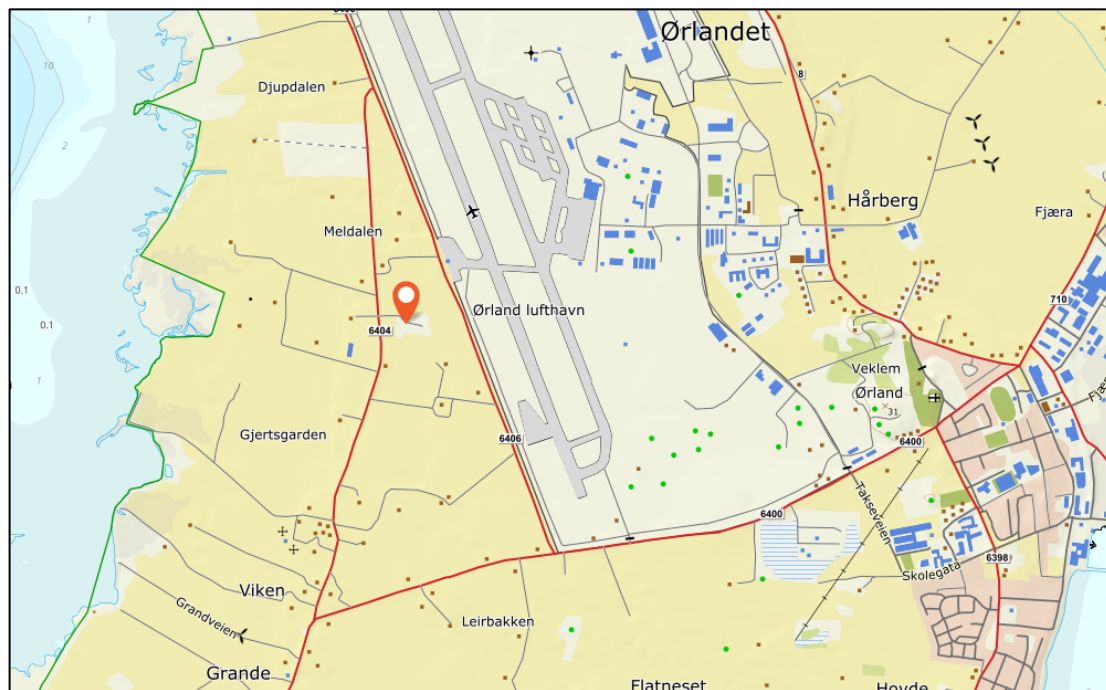 6406
Ørlandet
Djupdalen
8
10
2
Hårberg
Fjæra
Meldalen
0.1
710
Ørland lufthavn
0.1
6404
1
Veklem
Ørland
31
Gjertsgarden
6406
6400
Takseveien
6400
6398
Skolegata
Viken
Grandveien
Leirbakken
Grande
Flatneset
Hovde